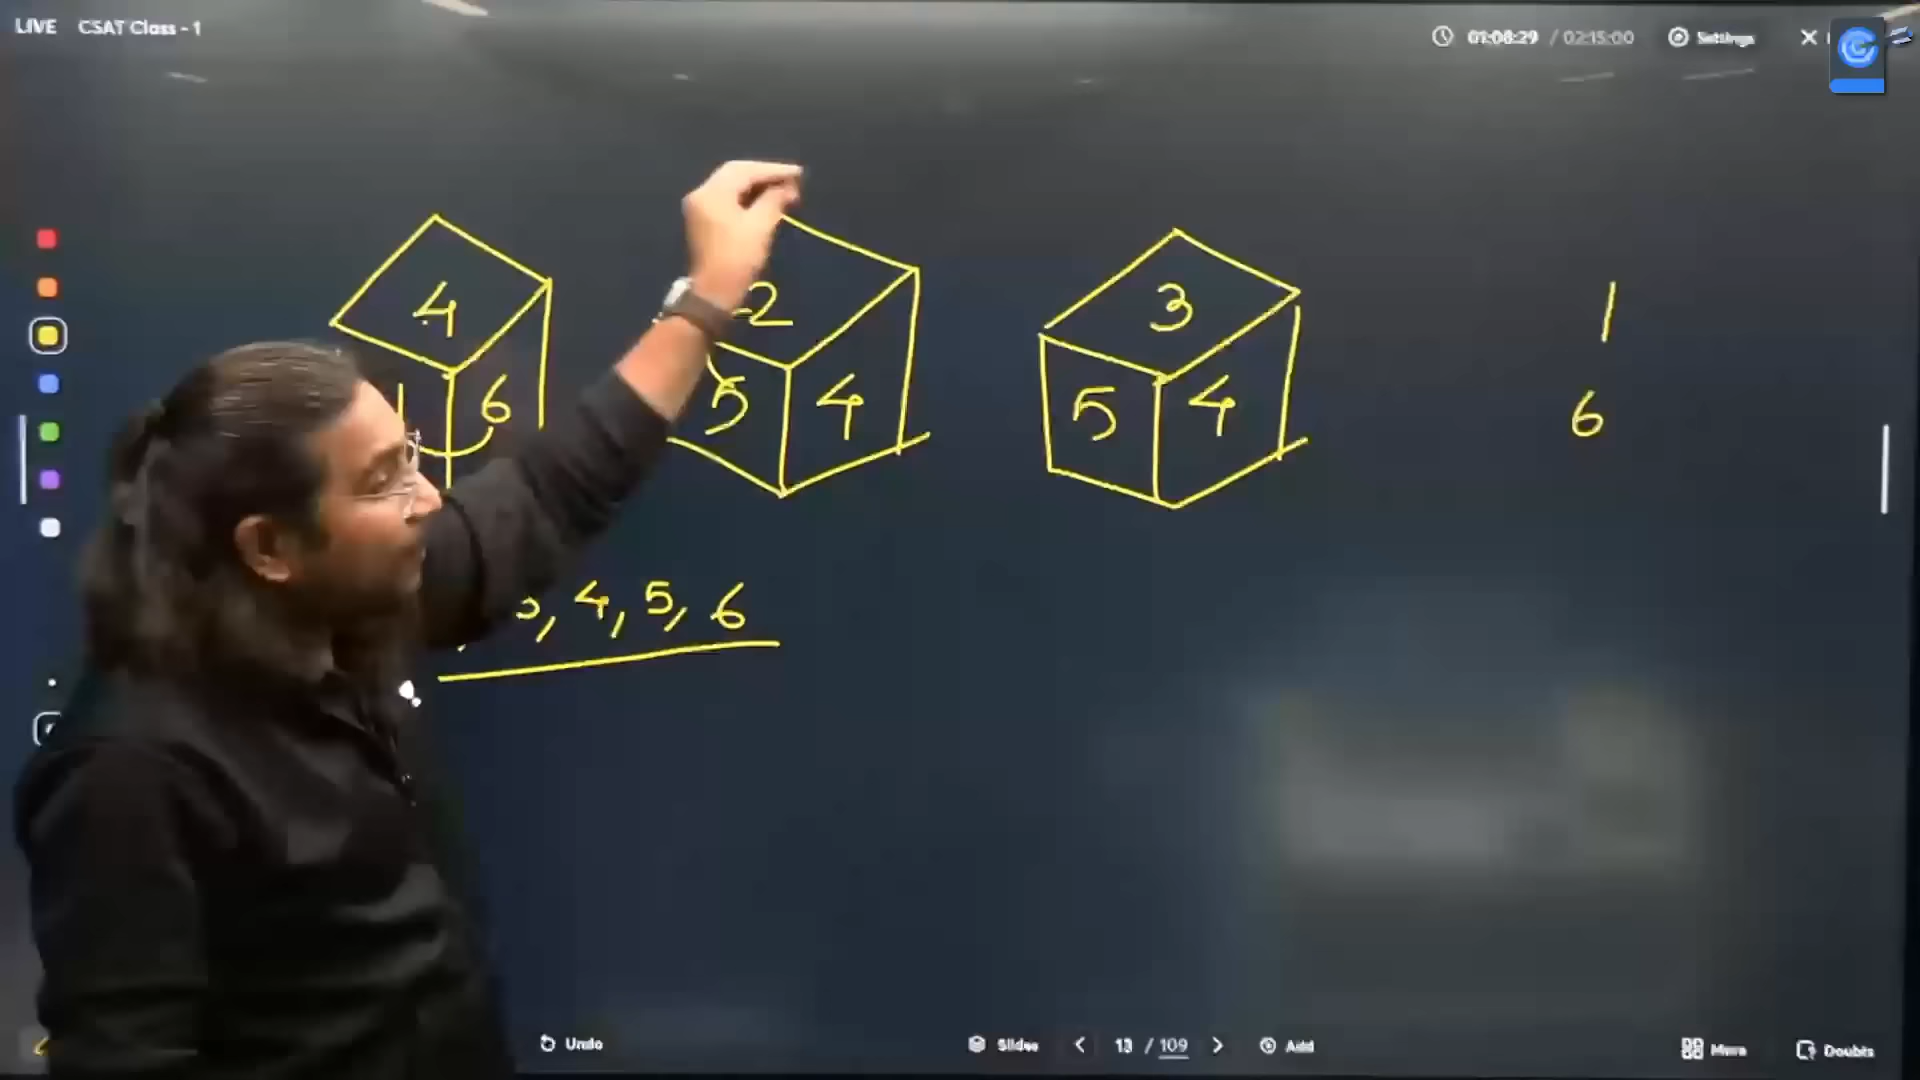 LIVE CSAT Class - 1
01:08:29 / 02:15:00 Settings
4
1 6
2
5 4
3
5 4
1
6
, 4, 5, 6
Undo
Slides < 13 / 109 > Add
More Doubts